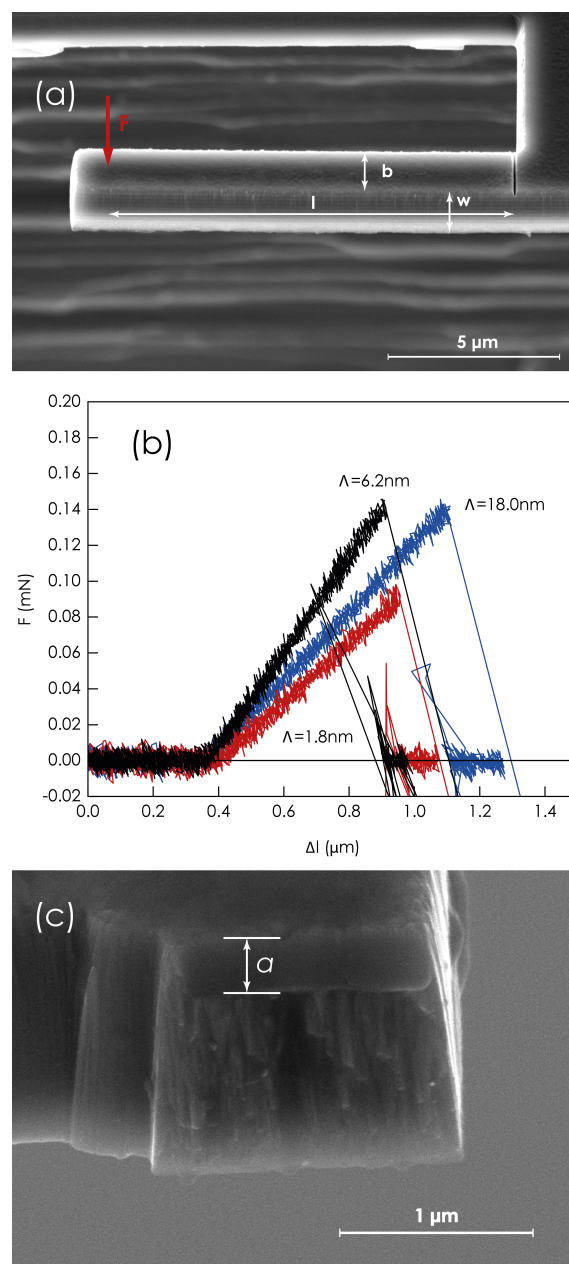 (a)
F
b
l
w
5 µm
(b)
0.20
0.18
0.16
0.14
0.12
0.10
0.08
0.06
0.04
0.02
0.00
-0.02
F (mN)
Λ=6.2nm
Λ=18.0nm
Λ=1.8nm
0.0 0.2 0.4 0.6 0.8 1.0 1.2 1.4
Δl (µm)
(c)
a
1 µm